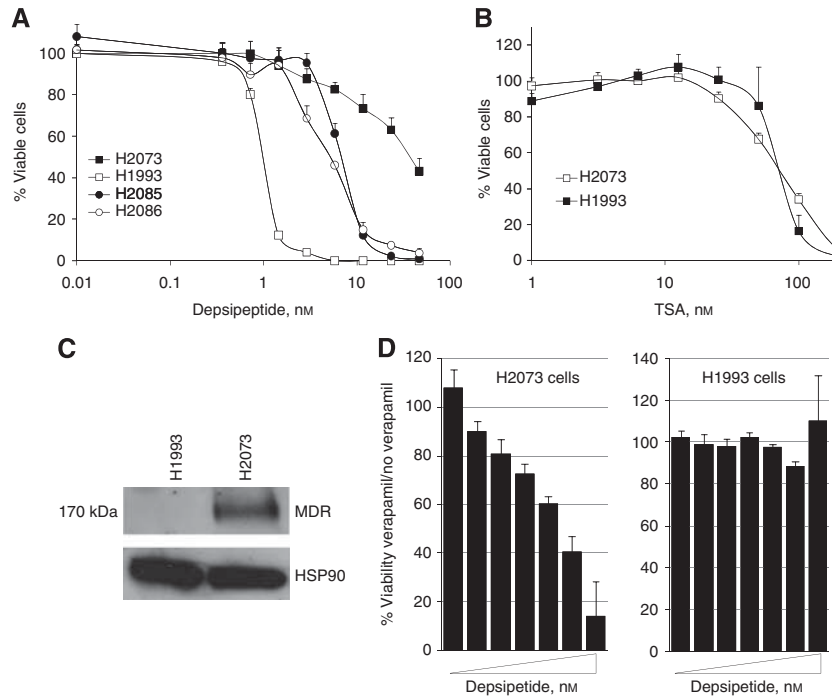 A
100
80
60
40
20
0
% Viable cells
H2073
H1993
H2085
H2086
0.01
0.1
1
10
100
Depsipeptide, nM
B
120
100
80
60
40
20
0
% Viable cells
H2073
H1993
1
10
100
TSA, nM
C
H1993
H2073
170 kDa
MDR
HSP90
D
% Viability verapamil/no verapamil
120
100
80
60
40
20
0
H2073 cells
Depsipetide, nM
140
120
100
80
60
40
20
0
H1993 cells
Depsipeptide, nM